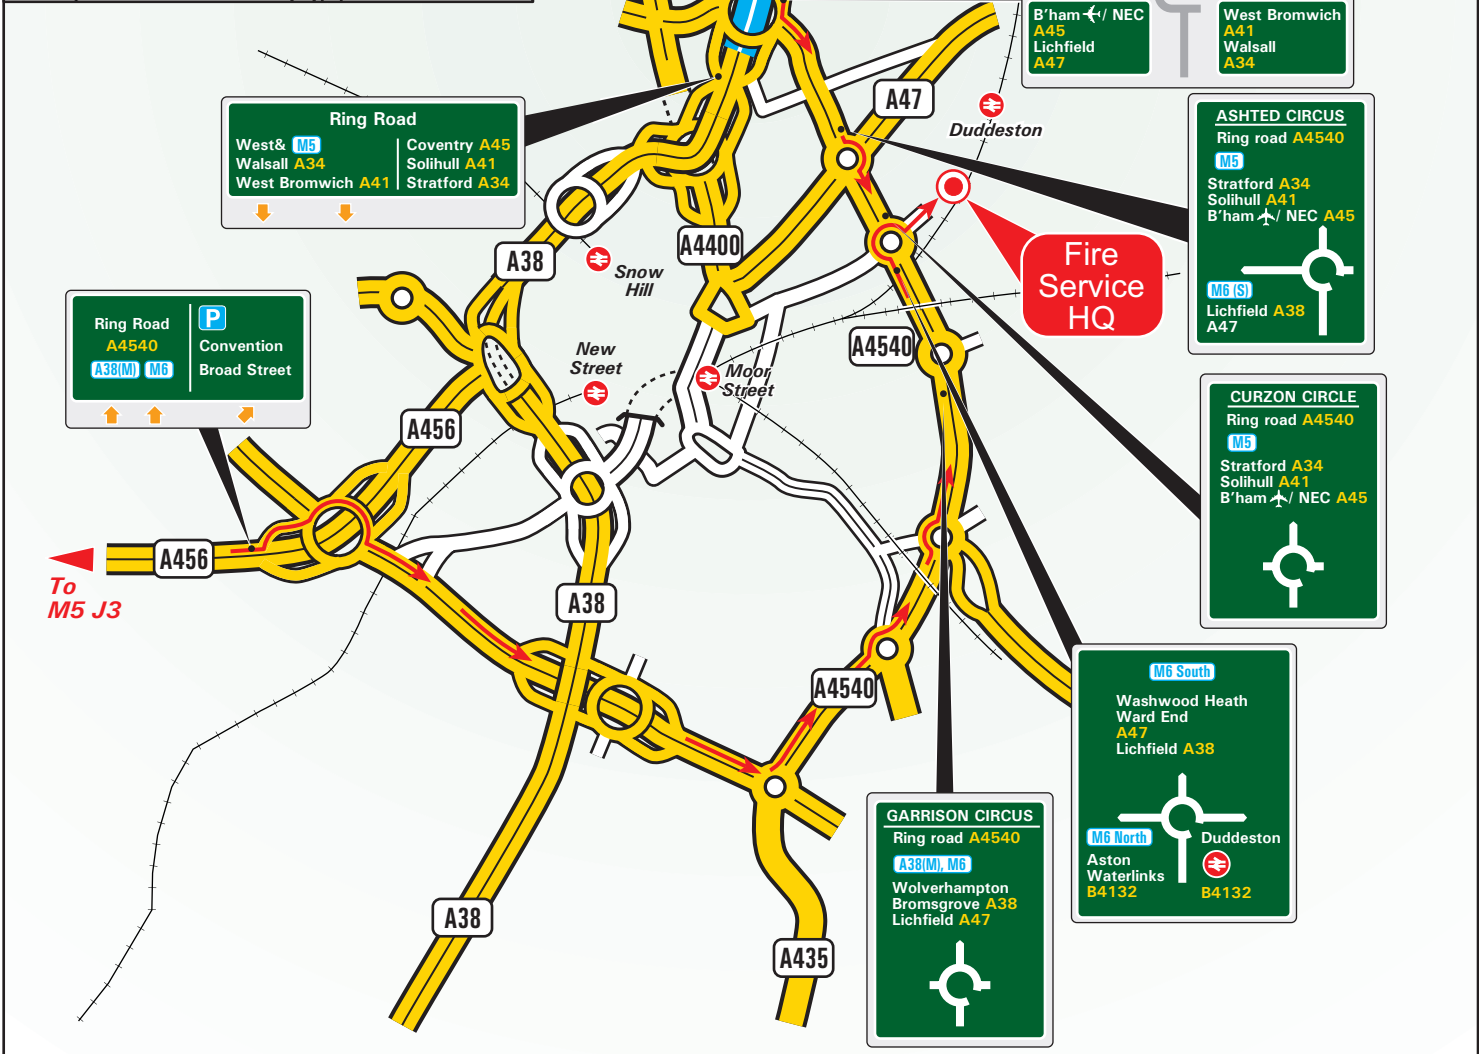 B'ham / NEC
A45
Lichfield
A47
West Bromwich
A41
Walsall
A34
Ring Road
West& M5
Walsall A34
West Bromwich A41
Coventry A45
Solihull A41
Stratford A34
A47
Duddeston
ASHTED CIRCUS
Ring road A4540
M5
Stratford A34
Solihull A41
B'ham / NEC A45
M6 (S)
Lichfield A38
A47
A38
Snow
Hill
A4400
Fire
Service
HQ
Ring Road
A4540
A38(M) M6
P
Convention
Broad Street
New
Street
Moor
Street
A4540
A456
CURZON CIRCLE
Ring road A4540
M5
Stratford A34
Solihull A41
B'ham / NEC A45
A456
To
M5 J3
A38
A4540
M6 South
Washwood Heath
Ward End
A47
Lichfield A38
M6 North
Aston
Waterlinks
B4132
Duddeston
B4132
GARRISON CIRCUS
Ring road A4540
A38(M), M6
Wolverhampton
Bromsgrove A38
Lichfield A47
A38
A435